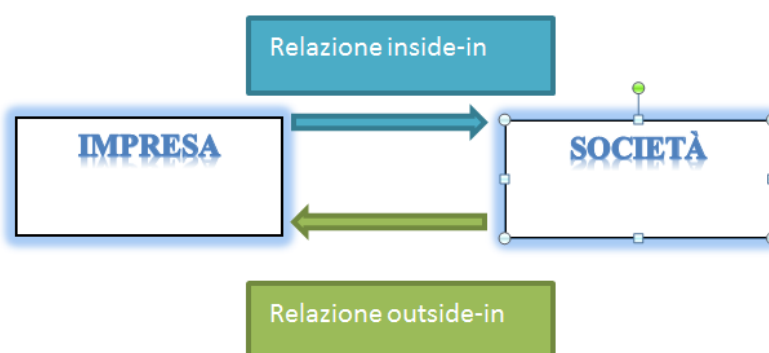 Relazione inside-in
IMPRESA
SOCIETÀ
Relazione outside-in